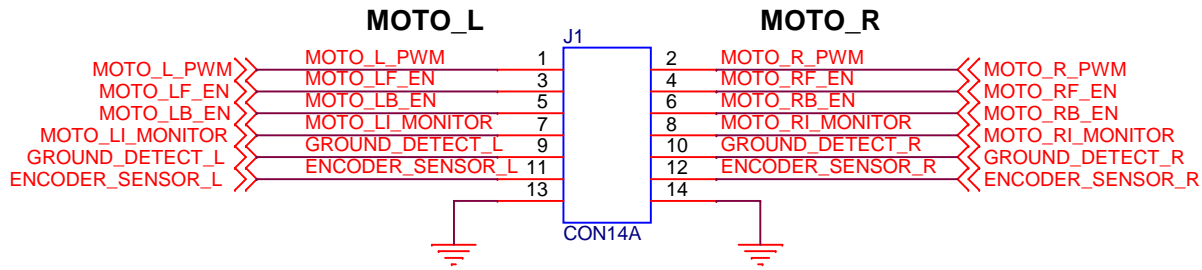 MOTO_L MOTO_R
J1
MOTO_L_PWM MOTO_L_PWM 1 2 MOTO_R_PWM MOTO_R_PWM
MOTO_LF_EN MOTO_LF_EN 3 4 MOTO_RF_EN MOTO_RF_EN
MOTO_LB_EN MOTO_LB_EN 5 6 MOTO_RB_EN MOTO_RB_EN
MOTO_LI_MONITOR MOTO_LI_MONITOR 7 8 MOTO_RI_MONITOR MOTO_RI_MONITOR
GROUND_DETECT_L GROUND_DETECT_L 9 10 GROUND_DETECT_R GROUND_DETECT_R
ENCODER_SENSOR_L ENCODER_SENSOR_L 11 12 ENCODER_SENSOR_R ENCODER_SENSOR_R
13 14
CON14A